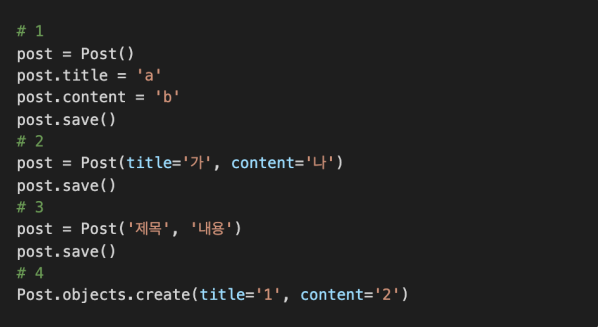 # 1
post = Post()
post.title = 'a'
post.content = 'b'
post.save()
# 2
post = Post(title='가', content='나')
post.save()
# 3
post = Post('제목', '내용')
post.save()
# 4
Post.objects.create(title='1', content='2')